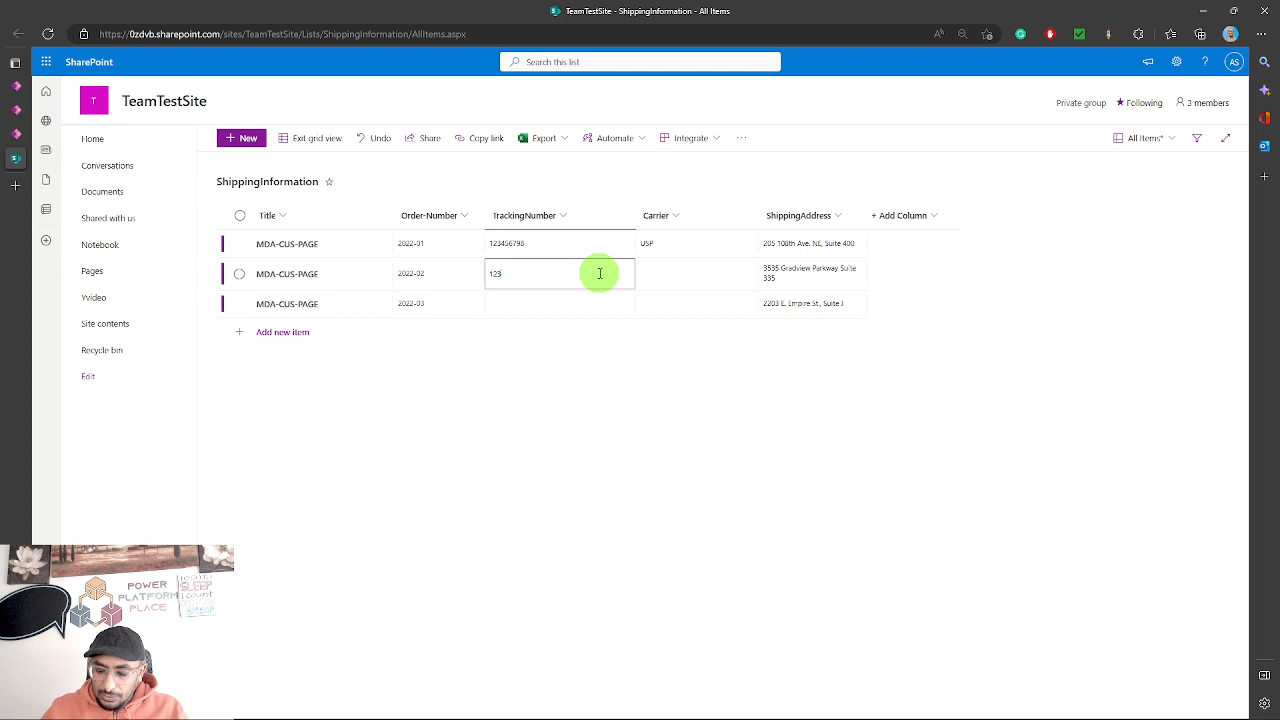 TeamTestSite - ShippingInformation - All Items
https://0zdvb.sharepoint.com/sites/TeamTestSite/Lists/ShippingInformation/AllItems.aspx
SharePoint
Search this list
AS
T
TeamTestSite
Private group
Following
3 members
Home
Conversations
Documents
Shared with us
Notebook
Pages
Yvideo
Site contents
Recycle bin
Edit
New
Exit grid view
Undo
Share
Copy link
Export
Automate
Integrate
All Items*
ShippingInformation
Title Order-Number TrackingNumber Carrier ShippingAddress + Add Column
MDA-CUS-PAGE 2022-01 123456798 USP 205 108th Ave. NE, Suite 400
MDA-CUS-PAGE 2022-02 123 3535 Gradview Parkway Suite
335
MDA-CUS-PAGE 2022-03 2203 E. Empire St., Suite J
Add new item
POWER
PLATFORM
PLACE
SLEEP
I count